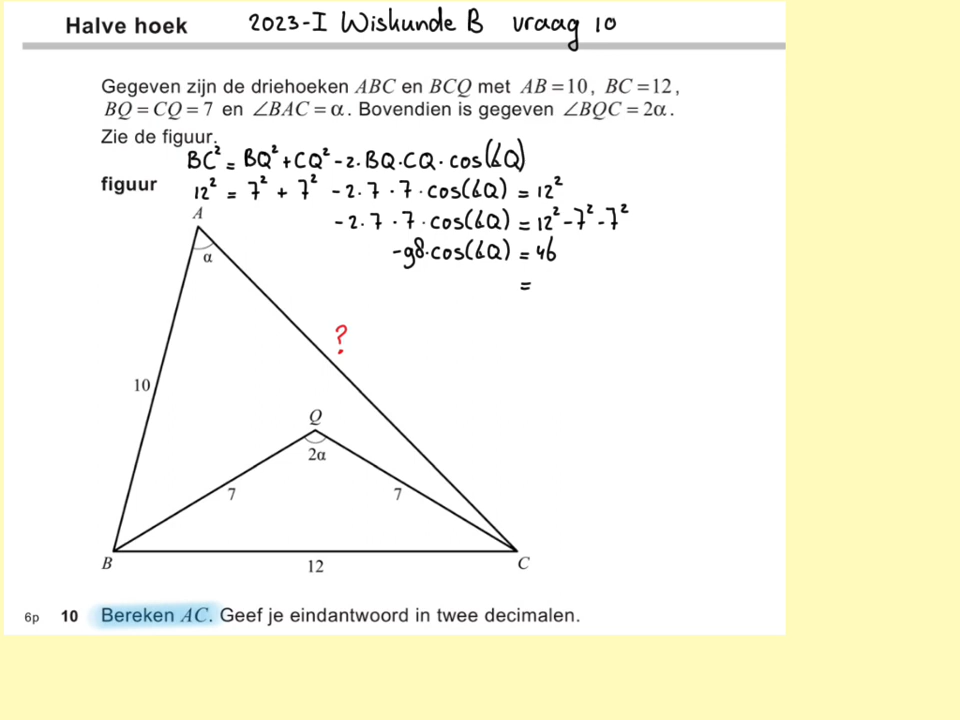 Halve hoek 2023-I Wiskunde B vraag 10
Gegeven zijn de driehoeken ABC en BCQ met AB = 10, BC = 12,
BQ = CQ = 7 en ∠BAC = α. Bovendien is gegeven ∠BQC = 2α.
Zie de figuur.
BC² = BQ² + CQ² - 2 · BQ · CQ · cos(∠Q)
figuur
12² = 7² + 7² - 2 · 7 · 7 · cos(∠Q) = 12²
- 2 · 7 · 7 · cos(∠Q) = 12² - 7² - 7²
-98 · cos(∠Q) = 46
=
A
α
?
10
Q
2α
7 7
B 12 C
6p 10 Bereken AC. Geef je eindantwoord in twee decimalen.